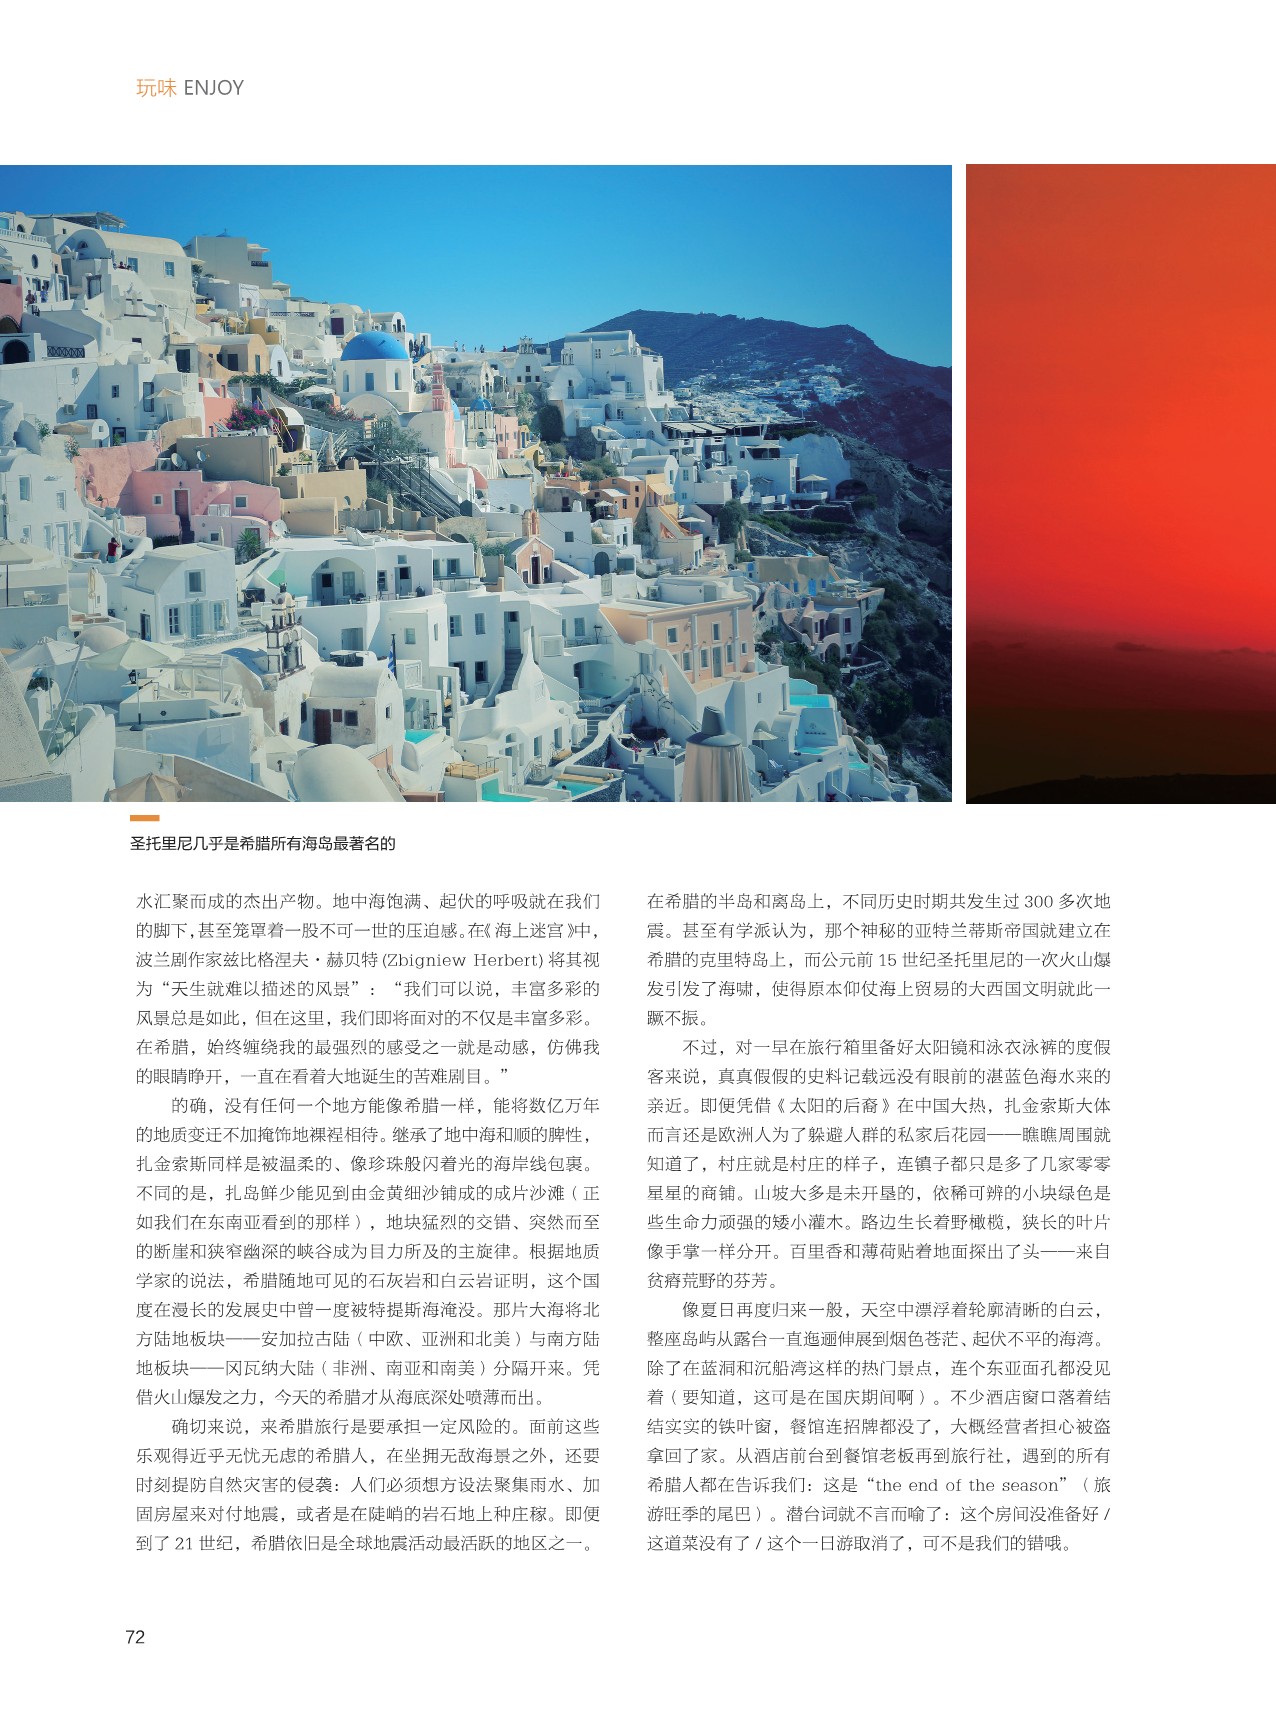 玩味 ENJOY
圣托里尼几乎是希腊所有海岛最著名的
水汇聚而成的杰出产物。地中海饱满、起伏的呼吸就在我们
的脚下，甚至笼罩着一股不可一世的压迫感。在《海上迷宫》中，
波兰剧作家兹比格涅夫·赫贝特(Zbigniew Herbert)将其视
为“天生就难以描述的风景”：“我们可以说，丰富多彩的
风景总是如此，但在这里，我们即将面对的不仅是丰富多彩。
在希腊，始终缠绕我的最强烈的感受之一就是动感，仿佛我
的眼睛睁开，一直在看着大地诞生的苦难剧目。”
的确，没有任何一个地方能像希腊一样，能将数亿万年
的地质变迁不加掩饰地裸裎相待。继承了地中海和顺的脾性，
扎金索斯同样是被温柔的、像珍珠般闪着光的海岸线包裹。
不同的是，扎岛鲜少能见到由金黄细沙铺成的成片沙滩（正
如我们在东南亚看到的那样），地块猛烈的交错、突然而至
的断崖和狭窄幽深的峡谷成为目力所及的主旋律。根据地质
学家的说法，希腊随地可见的石灰岩和白云岩证明，这个国
度在漫长的发展史中曾一度被特提斯海淹没。那片大海将北
方陆地板块——安加拉古陆（中欧、亚洲和北美）与南方陆
地板块——冈瓦纳大陆（非洲、南亚和南美）分隔开来。凭
借火山爆发之力，今天的希腊才从海底深处喷薄而出。
确切来说，来希腊旅行是要承担一定风险的。面前这些
乐观得近乎无忧无虑的希腊人，在坐拥无敌海景之外，还要
时刻提防自然灾害的侵袭：人们必须想方设法聚集雨水、加
固房屋来对付地震，或者是在陡峭的岩石地上种庄稼。即便
到了 21 世纪，希腊依旧是全球地震活动最活跃的地区之一。
在希腊的半岛和离岛上，不同历史时期共发生过 300 多次地
震。甚至有学派认为，那个神秘的亚特兰蒂斯帝国就建立在
希腊的克里特岛上，而公元前 15 世纪圣托里尼的一次火山爆
发引发了海啸，使得原本仰仗海上贸易的大西国文明就此一
蹶不振。
不过，对一早在旅行箱里备好太阳镜和泳衣泳裤的度假
客来说，真真假假的史料记载远没有眼前的湛蓝色海水来的
亲近。即便凭借《太阳的后裔》在中国大热，扎金索斯大体
而言还是欧洲人为了躲避人群的私家后花园——瞧瞧周围就
知道了，村庄就是村庄的样子，连镇子都只是多了几家零零
星星的商铺。山坡大多是未开垦的，依稀可辨的小块绿色是
些生命力顽强的矮小灌木。路边生长着野橄榄，狭长的叶片
像手掌一样分开。百里香和薄荷贴着地面探出了头——来自
贫瘠荒野的芬芳。
像夏日再度归来一般，天空中漂浮着轮廓清晰的白云，
整座岛屿从露台一直迤逦伸展到烟色苍茫、起伏不平的海湾。
除了在蓝洞和沉船湾这样的热门景点，连个东亚面孔都没见
着（要知道，这可是在国庆期间啊）。不少酒店窗口落着结
结实实的铁叶窗，餐馆连招牌都没了，大概经营者担心被盗
拿回了家。从酒店前台到餐馆老板再到旅行社，遇到的所有
希腊人都在告诉我们：这是“the end of the season”（旅
游旺季的尾巴）。潜台词就不言而喻了：这个房间没准备好 /
这道菜没有了 / 这个一日游取消了，可不是我们的错哦。
72